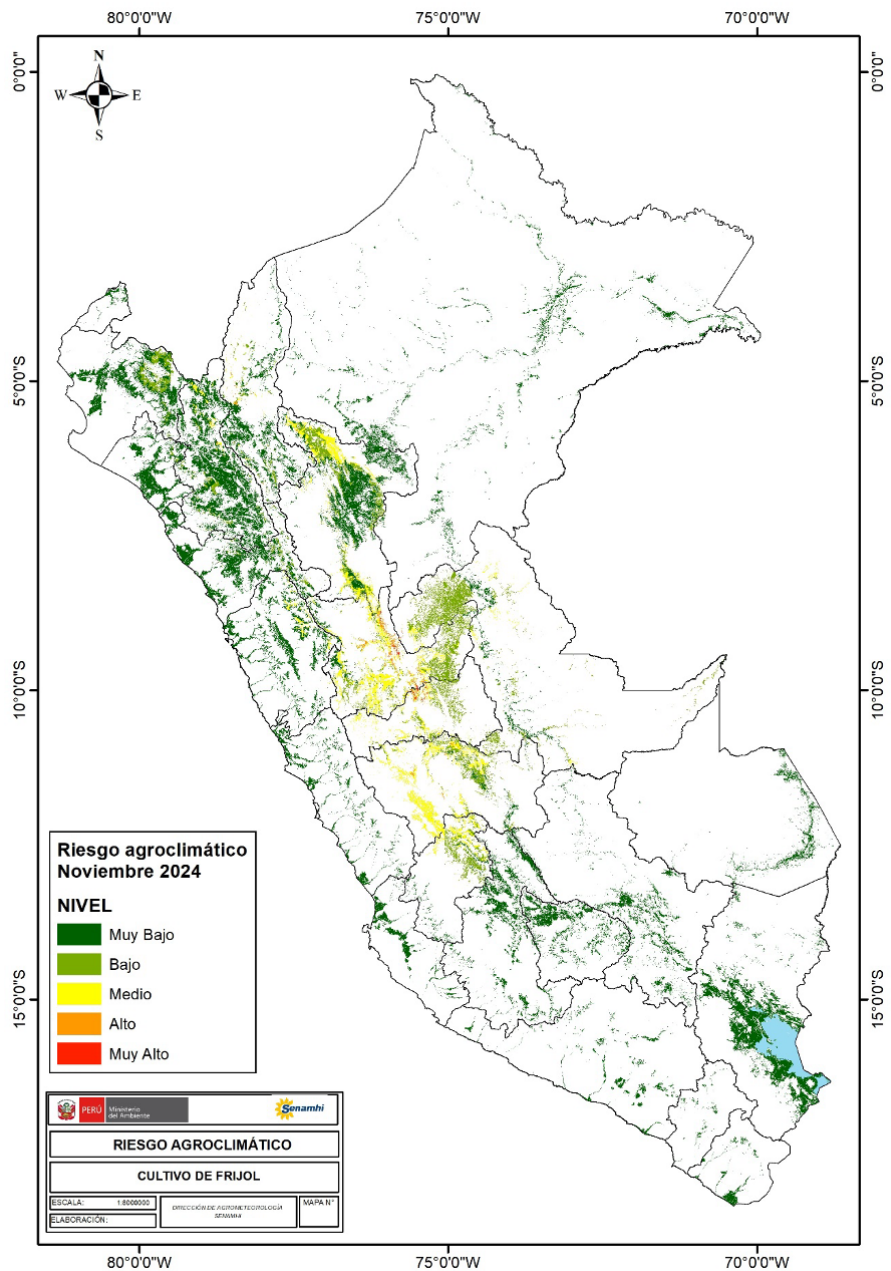 80°0'0"W 75°0'0"W 70°0'0"W
N
W E
S
0°0'0" 0°0'0"
5°0'0"S 5°0'0"S
10°0'0"S 10°0'0"S
15°0'0"S 15°0'0"S
Riesgo agroclimático
Noviembre 2024
NIVEL
Muy Bajo
Bajo
Medio
Alto
Muy Alto
PERÚ Ministerio
del Ambiente
Senamhi
RIESGO AGROCLIMÁTICO
CULTIVO DE FRIJOL
ESCALA: 1:6000000
ELABORACIÓN:
DIRECCIÓN DE AGROMETEOROLOGÍA
SENAMHI
MAPA N°
80°0'0"W 75°0'0"W 70°0'0"W